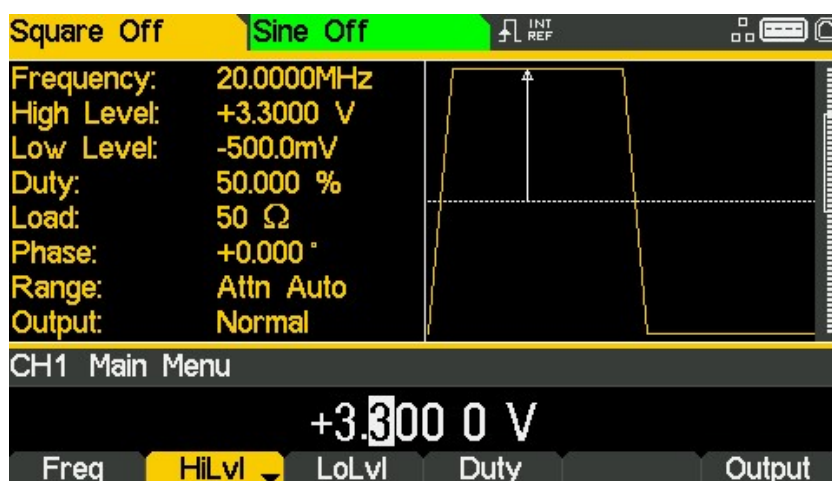 Square Off Sine Off INT REF
Frequency: 20.0000MHz
High Level: +3.3000 V
Low Level: -500.0mV
Duty: 50.000 %
Load: 50 Ω
Phase: +0.000 °
Range: Attn Auto
Output: Normal
CH1 Main Menu
+3.300 0 V
Freq HiLvl LoLvl Duty Output